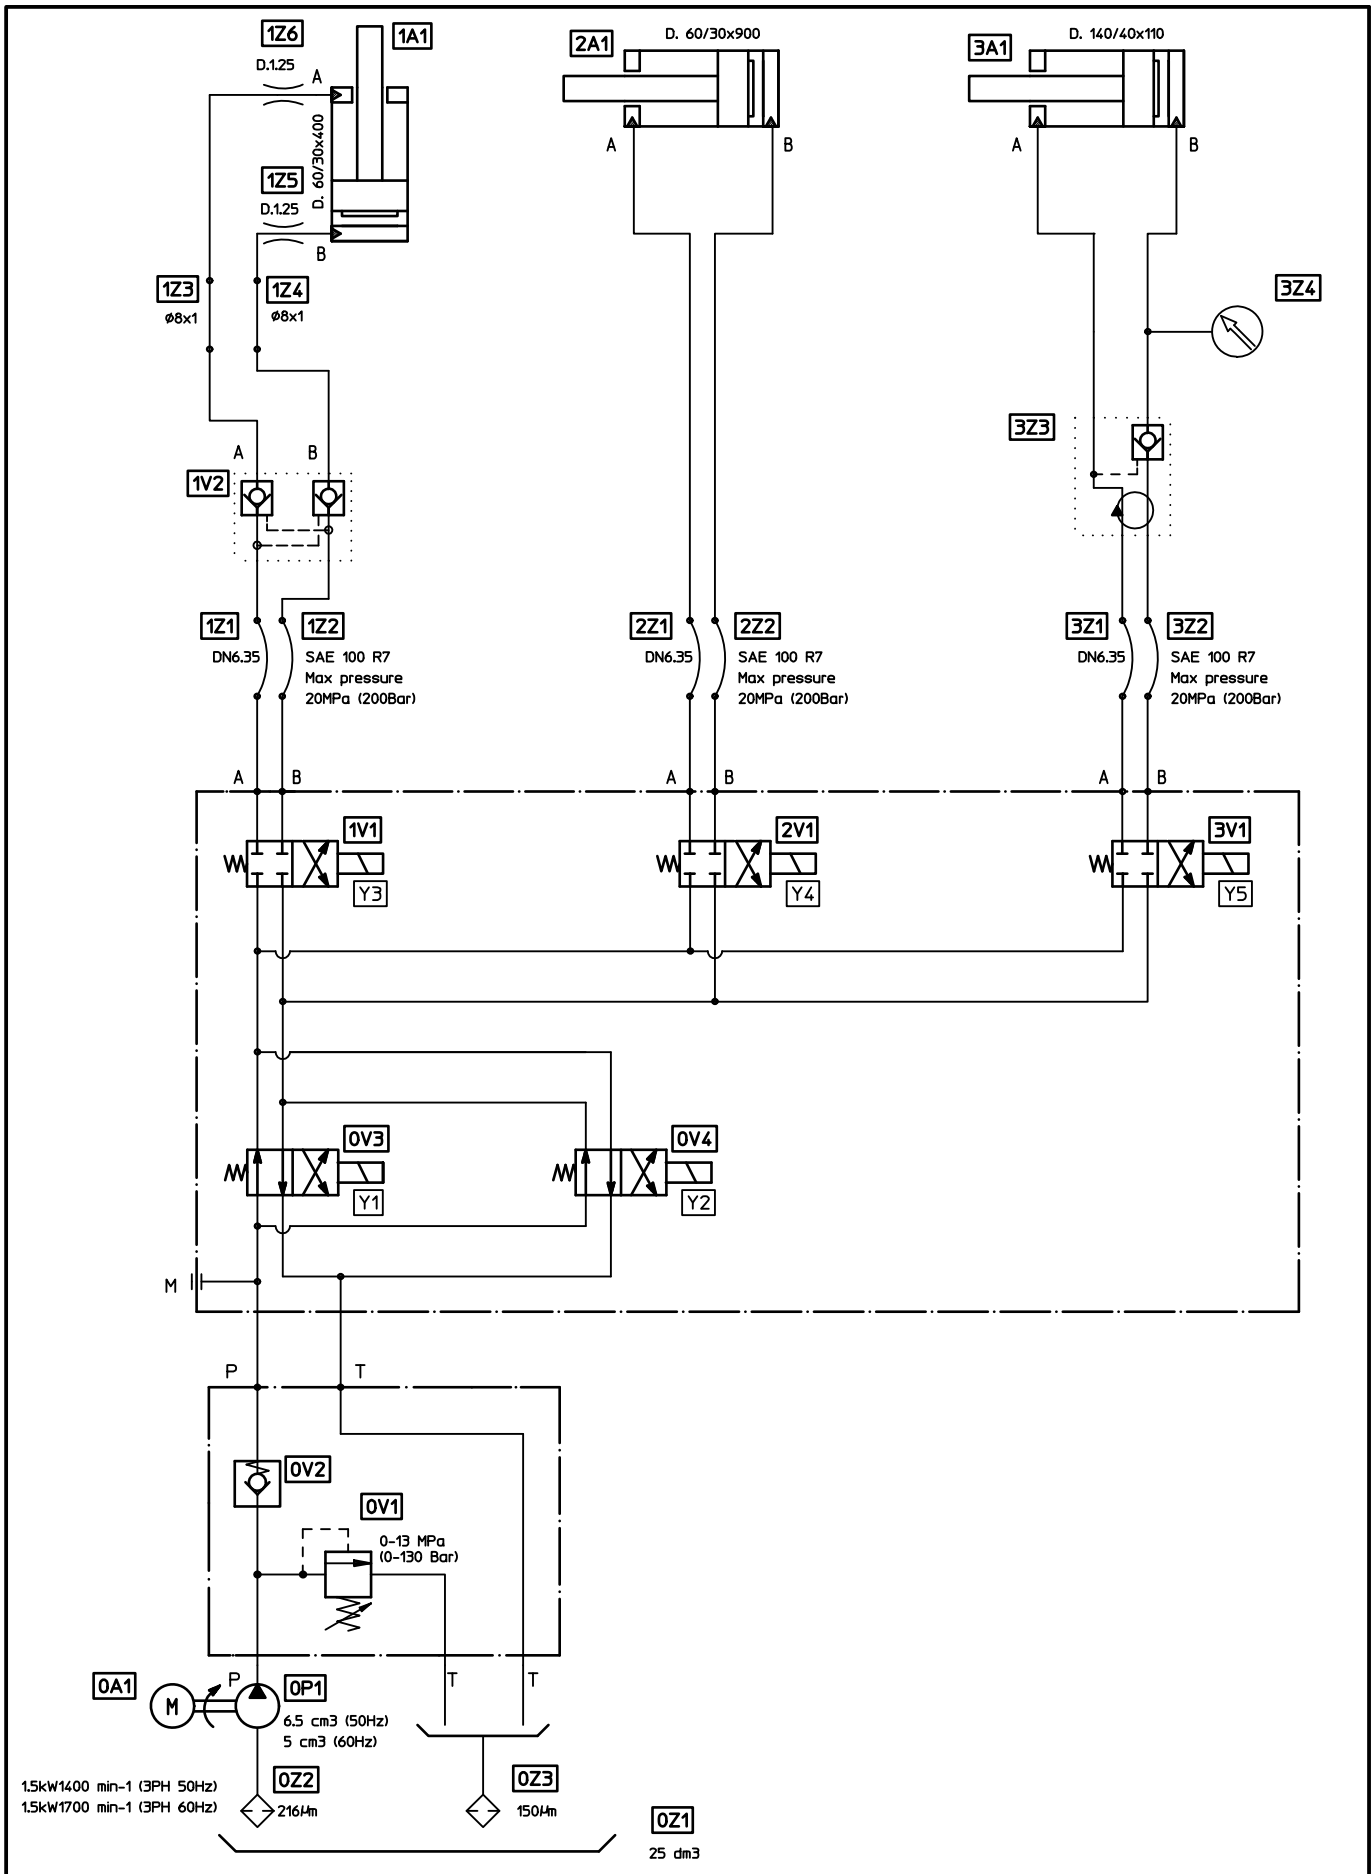 1Z6
1A1
D.1.25
A
D. 60/30x400
1Z5
D.1.25
B
1Z3
ø8x1
1Z4
ø8x1
A
B
1V2
1Z1
DN6.35
1Z2
SAE 100 R7
Max pressure
20MPa (200Bar)
2A1
D. 60/30x900
A
B
2Z1
DN6.35
2Z2
SAE 100 R7
Max pressure
20MPa (200Bar)
3A1
D. 140/40x110
A
B
3Z4
3Z3
3Z1
DN6.35
3Z2
SAE 100 R7
Max pressure
20MPa (200Bar)
A
B
A
B
A
B
1V1
Y3
2V1
Y4
3V1
Y5
0V3
Y1
0V4
Y2
M
P
T
0V2
0V1
0-13 MPa
(0-130 Bar)
0A1
M
P
0P1
6.5 cm3 (50Hz)
5 cm3 (60Hz)
T
T
1.5kW1400 min-1 (3PH 50Hz)
1.5kW1700 min-1 (3PH 60Hz)
0Z2
216µm
0Z3
150µm
0Z1
25 dm3